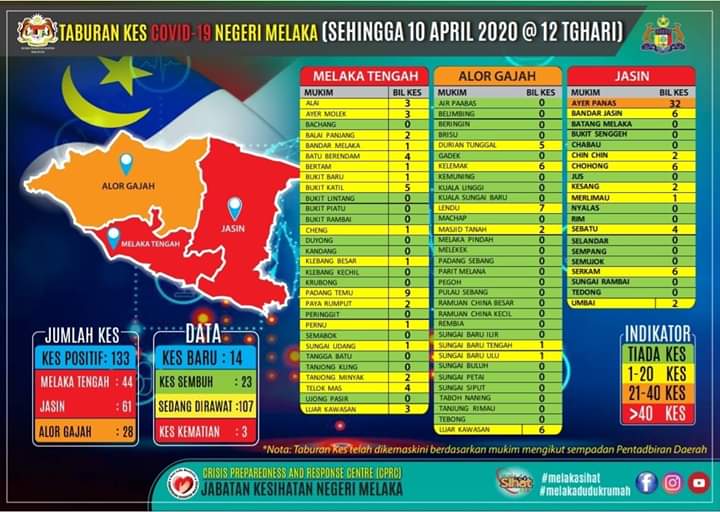 TABURAN KES COVID-19 NEGERI MELAKA (SEHINGGA 10 APRIL 2020 @ 12 TGHARI)
ALOR GAJAH
JASIN
MELAKA TENGAH
MELAKA TENGAH
MUKIM BIL KES
ALAI 3
AYER MOLEK 3
BACHANG 0
BALAI PANJANG 2
BANDAR MELAKA 1
BATU BERENDAM 4
BERTAM 1
BUKIT BARU 1
BUKIT KATIL 5
BUKIT LINTANG 0
BUKIT PIATU 0
BUKIT RAMBAI 0
CHENG 1
DUYONG 0
KANDANG 0
KLEBANG BESAR 1
KLEBANG KECHIL 0
KRUBONG 0
PADANG TEMU 9
PAYA RUMPUT 2
PERINGGIT 0
PERNU 1
SEMABOK 0
SUNGAI UDANG 1
TANGGA BATU 0
TANJUNG KLING 0
TANJUNG MINYAK 2
TELOK MAS 4
UJONG PASIR 0
LUAR KAWASAN 3
ALOR GAJAH
MUKIM BIL KES
AIR PAABAS 0
BELIMBING 0
BERINGIN 0
BRISU 0
DURIAN TUNGGAL 5
GADEK 0
KELEMAK 6
KEMUNING 0
KUALA LINGGI 0
KUALA SUNGAI BARU 0
LENDU 7
MACHAP 0
MASJID TANAH 2
MELAKA PINDAH 0
MELEKEK 0
PADANG SEBANG 0
PARIT MELANA 0
PEGOH 0
PULAU SEBANG 0
RAMUAN CHINA BESAR 0
RAMUAN CHINA KECIL 0
REMBIA 0
SUNGAI BARU ILIR 0
SUNGAI BARU TENGAH 1
SUNGAI BARU ULU 1
SUNGAI BULUH 0
SUNGAI PETAI 0
SUNGAI SIPUT 0
TABOH NANING 0
TANJUNG RIMAU 0
TEBONG 0
LUAR KAWASAN 6
JASIN
MUKIM BIL KES
AYER PANAS 32
BANDAR JASIN 6
BATANG MELAKA 0
BUKIT SENGGEH 0
CHABAU 0
CHIN CHIN 2
CHOHONG 6
JUS 0
KESANG 2
MERLIMAU 1
NYALAS 0
RIM 0
SEBATU 4
SELANDAR 0
SEMPANG 0
SEMUJOK 0
SERKAM 6
SUNGAI RAMBAI 0
TEDONG 0
UMBAI 2
JUMLAH KES
KES POSITIF: 133
MELAKA TENGAH : 44
JASIN : 61
ALOR GAJAH : 28
DATA
KES BARU : 14
KES SEMBUH : 23
SEDANG DIRAWAT :107
KES KEMATIAN : 3
INDIKATOR
TIADA KES
1-20 KES
21-40 KES
>40 KES
*Nota: Taburan Kes telah dikemaskini berdasarkan mukim mengikut sempadan Pentadbiran Daerah
CRISIS PREPAREDNESS AND RESPONSE CENTRE (CPRC)
JABATAN KESIHATAN NEGERI MELAKA
Sihat
#melakasihat
#melakadudukrumah